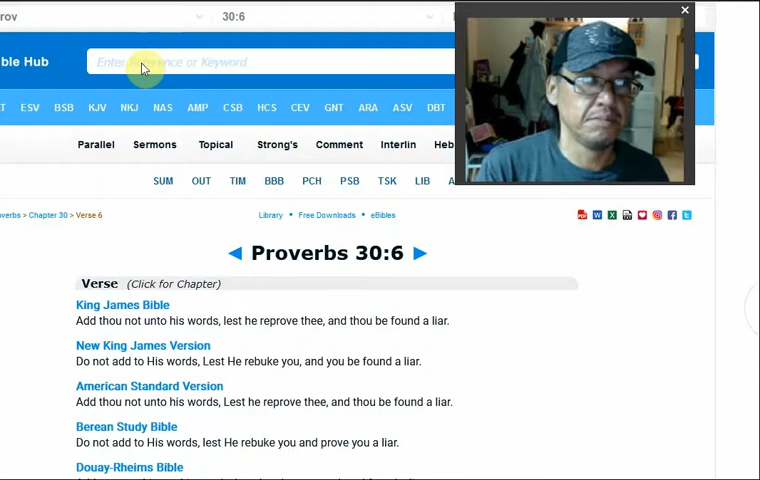 rov 30:6
ble Hub Enter Reference or Keyword
T ESV BSB KJV NKJ NAS AMP CSB HCS CEV GNT ARA ASV DBT
Parallel Sermons Topical Strong's Comment Interlin Heb
SUM OUT TIM BBB PCH PSB TSK LIB A
overbs > Chapter 30 > Verse 6 Library • Free Downloads • eBibles
◄ Proverbs 30:6 ►
Verse (Click for Chapter)
King James Bible
Add thou not unto his words, lest he reprove thee, and thou be found a liar.
New King James Version
Do not add to His words, Lest He rebuke you, and you be found a liar.
American Standard Version
Add thou not unto his words, Lest he reprove thee, and thou be found a liar.
Berean Study Bible
Do not add to His words, lest He rebuke you and prove you a liar.
Douay-Rheims Bible